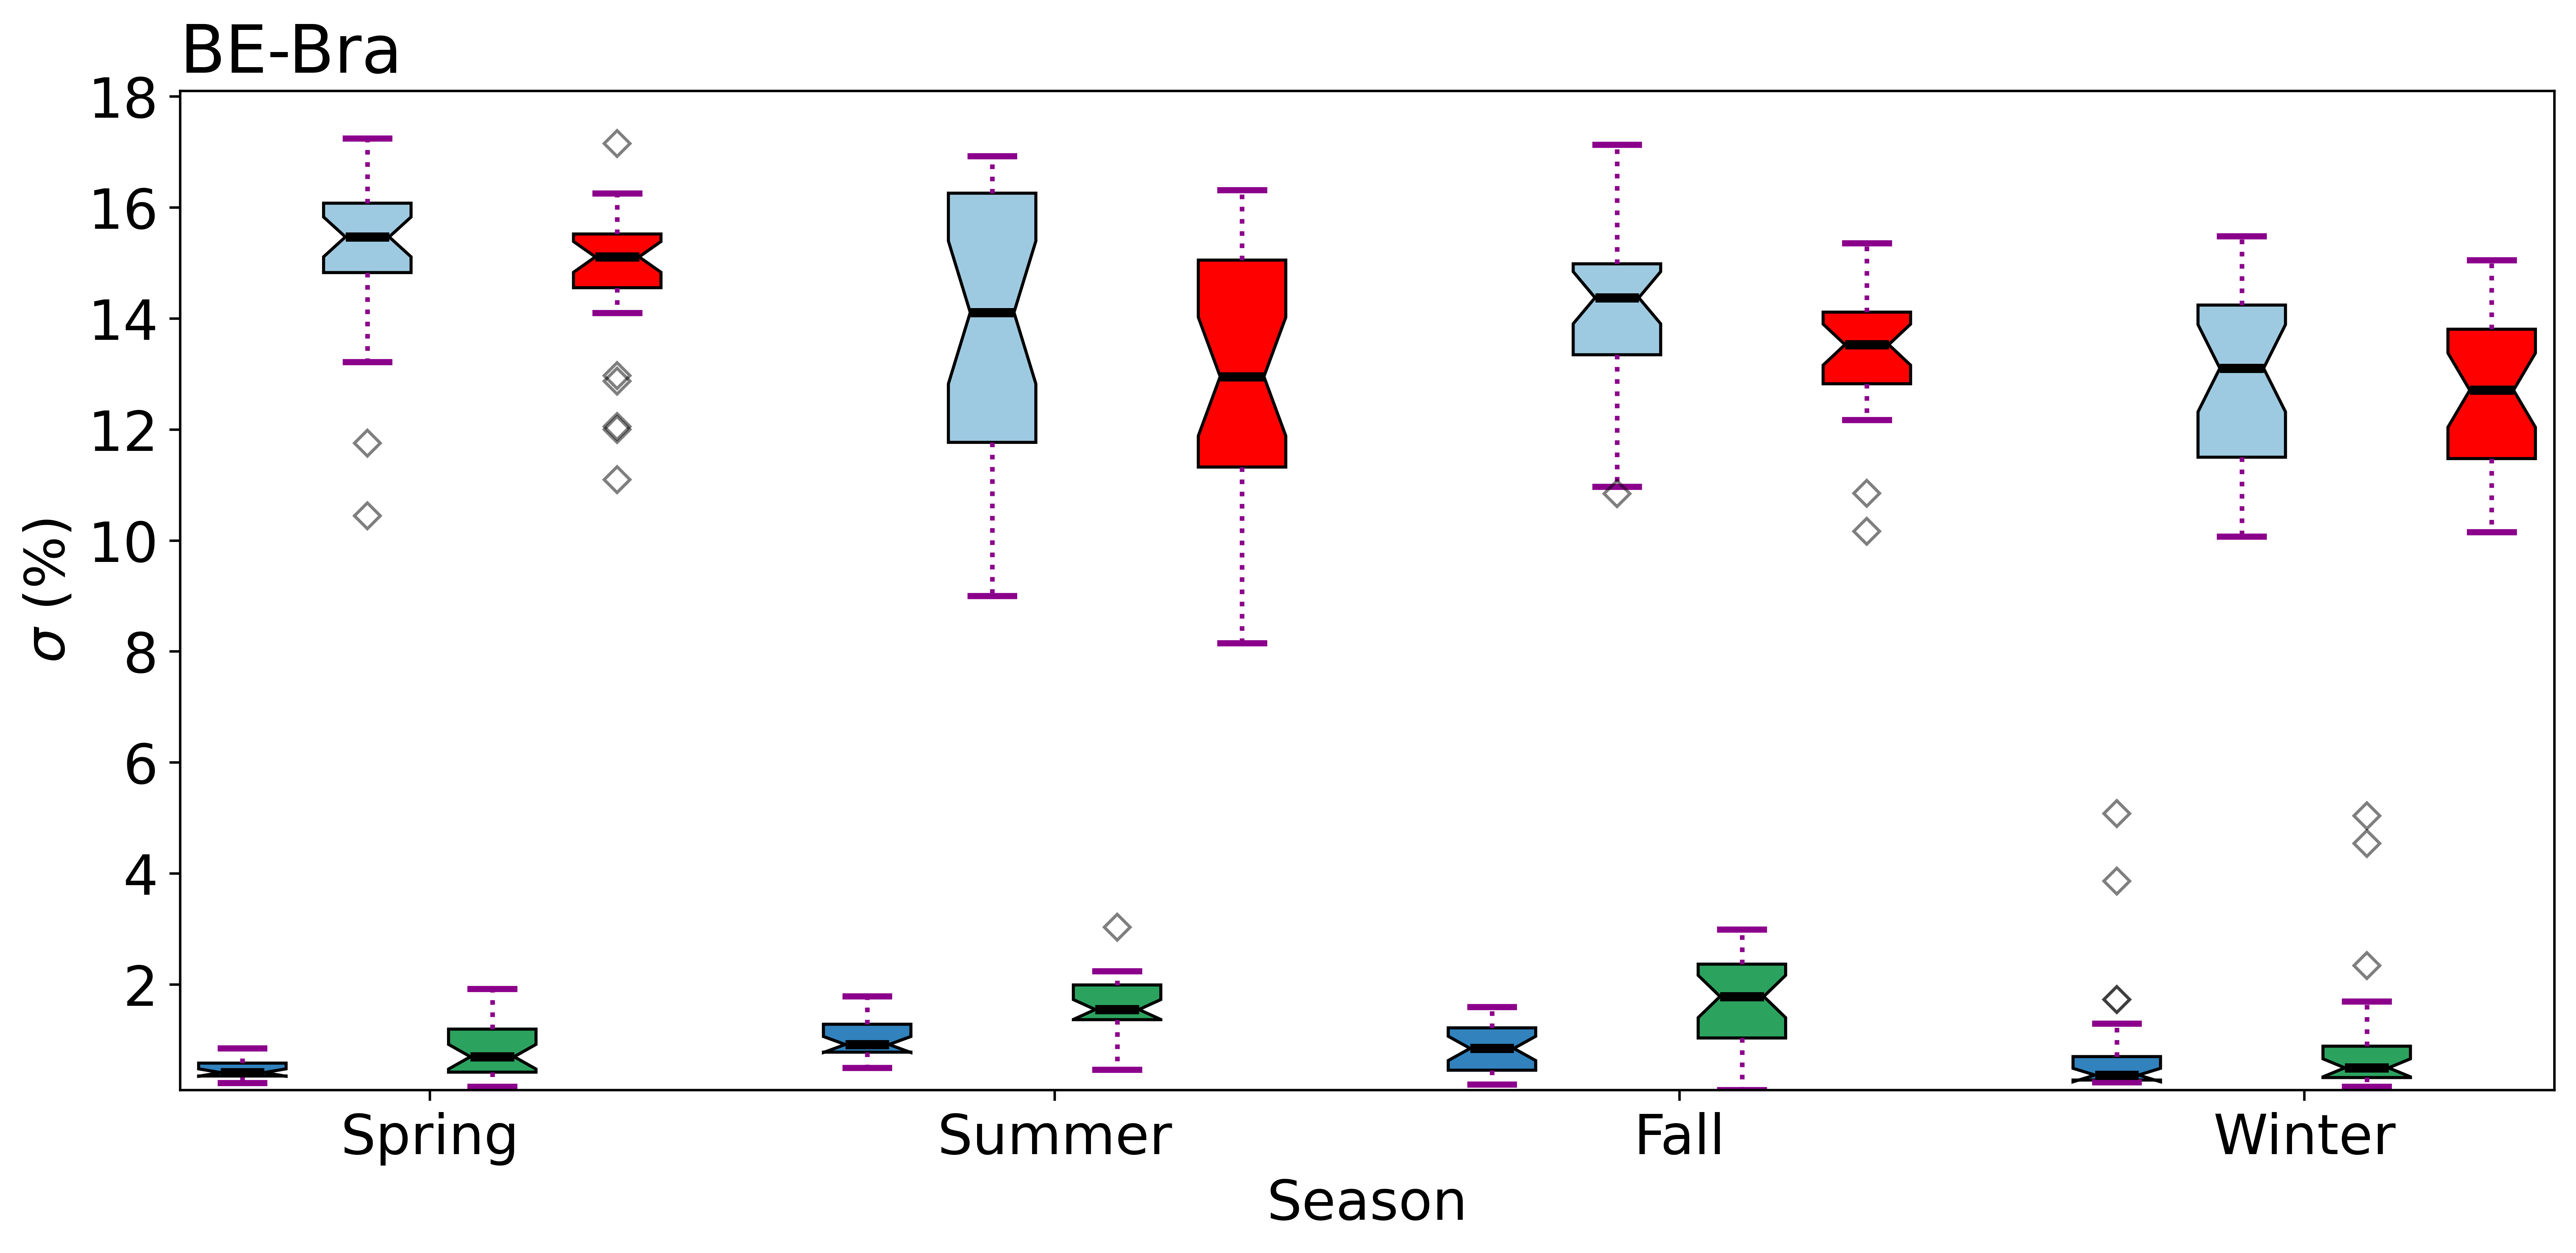 BE-Bra
18
16
14
12
10
8
6
4
2
σ (%)
Spring Summer Fall Winter
Season